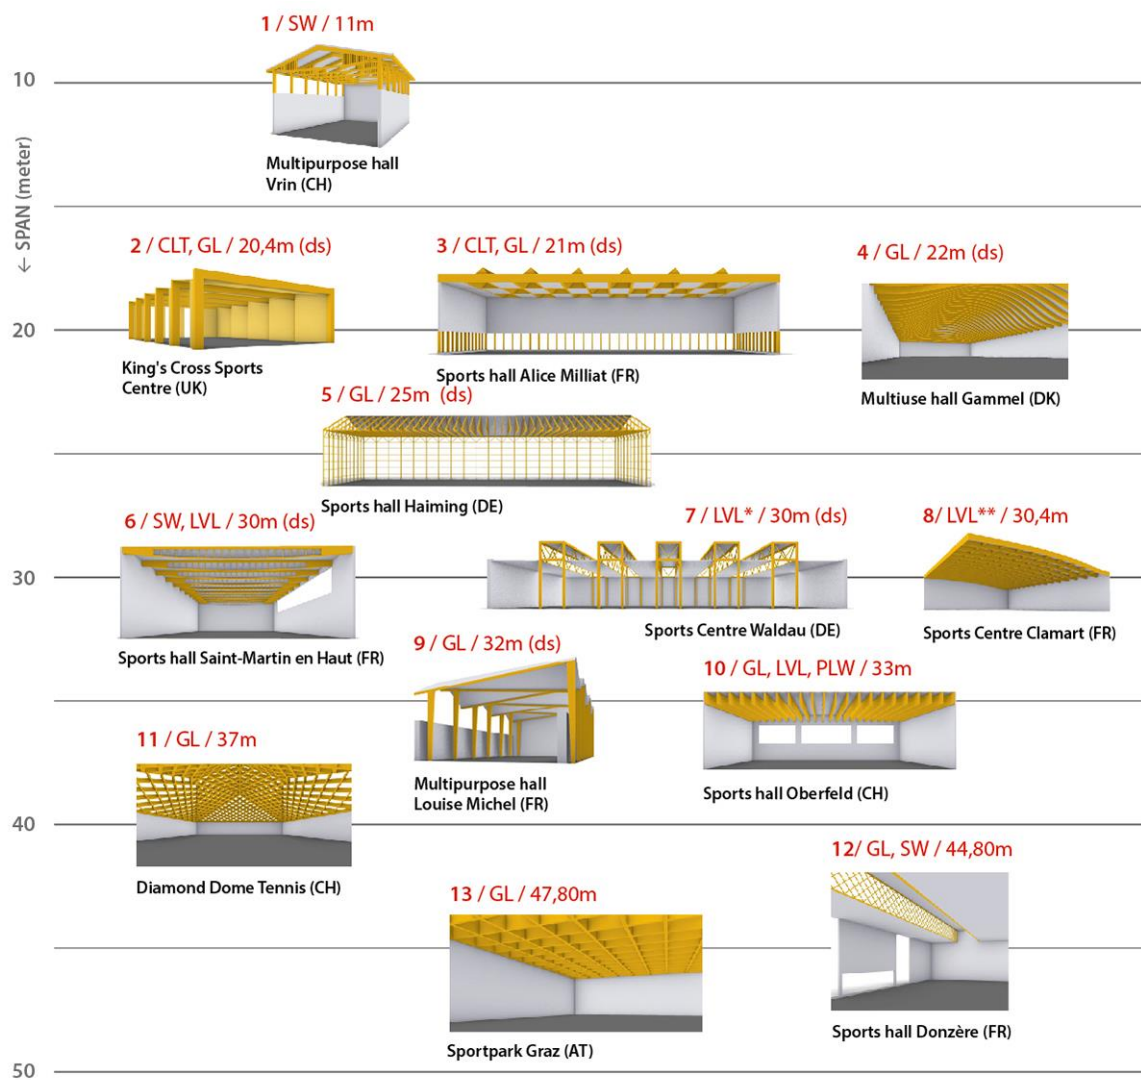 1 / SW / 11m
10
Multipurpose hall
Vrin (CH)
← SPAN (meter)
2 / CLT, GL / 20,4m (ds)
3 / CLT, GL / 21m (ds)
4 / GL / 22m (ds)
20
King's Cross Sports
Centre (UK)
Sports hall Alice Milliat (FR)
Multiuse hall Gammel (DK)
5 / GL / 25m (ds)
Sports hall Haiming (DE)
6 / SW, LVL / 30m (ds)
7 / LVL* / 30m (ds)
8/ LVL** / 30,4m
30
Sports hall Saint-Martin en Haut (FR)
Sports Centre Waldau (DE)
Sports Centre Clamart (FR)
9 / GL / 32m (ds)
10 / GL, LVL, PLW / 33m
11 / GL / 37m
Multipurpose hall
Louise Michel (FR)
Sports hall Oberfeld (CH)
40
Diamond Dome Tennis (CH)
12/ GL, SW / 44,80m
13 / GL / 47,80m
Sportpark Graz (AT)
Sports hall Donzère (FR)
50